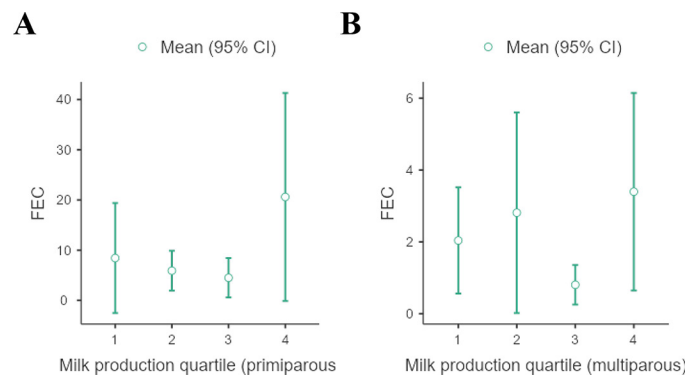 A
Mean (95% CI)
FEC
40
30
20
10
0
1 2 3 4
Milk production quartile (primiparous
B
Mean (95% CI)
FEC
6
4
2
0
1 2 3 4
Milk production quartile (multiparous)